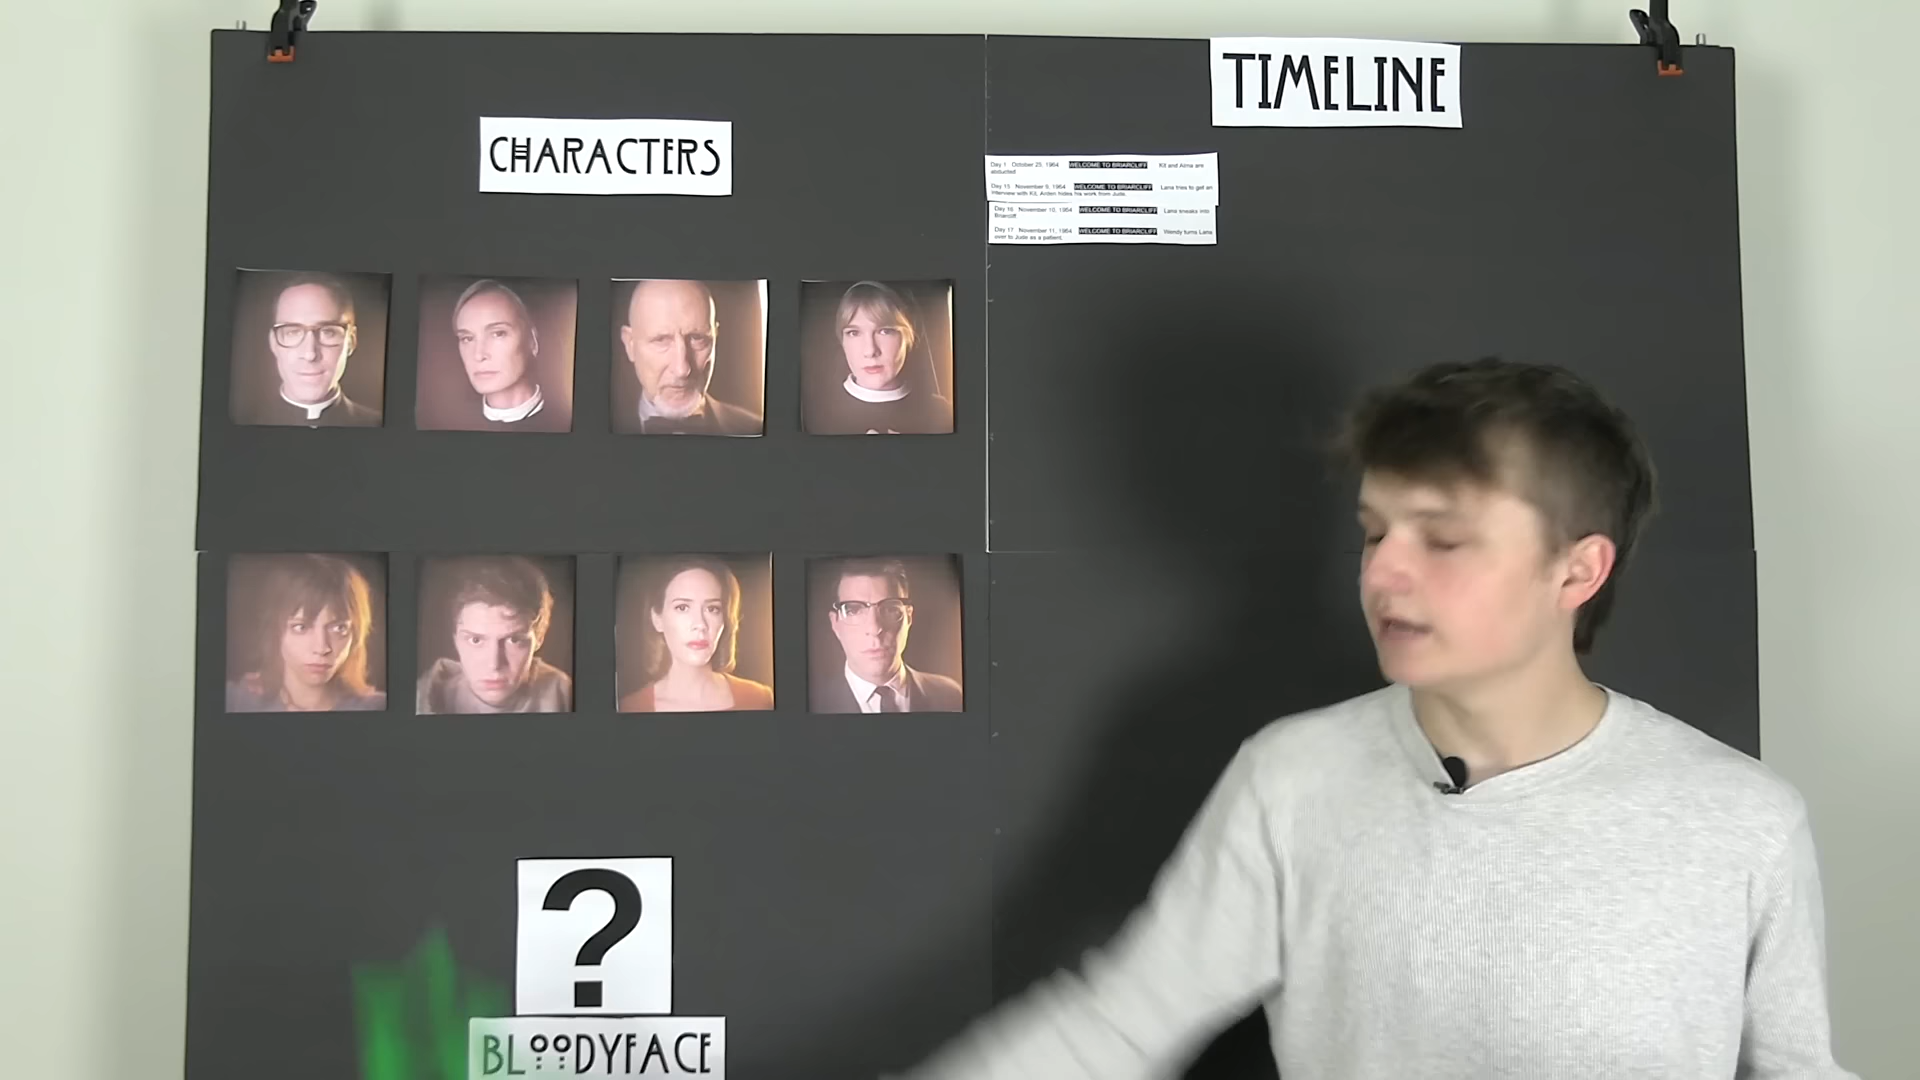 CHARACTERS
TIMELINE
Day 1 October 25, 1964 WELCOME TO BRIARCLIFF Kit and Alma are
abducted
Day 15 November 9, 1964 WELCOME TO BRIARCLIFF Lana tries to get an
interview with Kit, Arden hides his work from Jude.
Day 16 November 10, 1964 WELCOME TO BRIARCLIFF Lana sneaks into
Briarcliff
Day 17 November 11, 1964 WELCOME TO BRIARCLIFF Wendy turns Lana
over to Jude as a patient.
?
BLOODYFACE